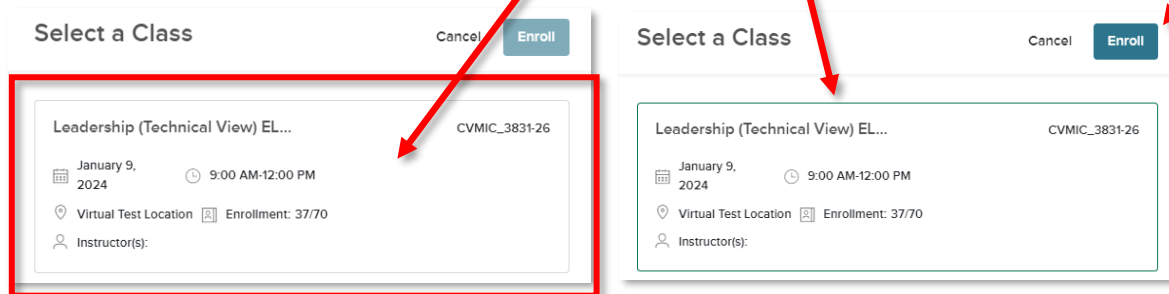 Select a Class
Cancel
Enroll
Leadership (Technical View) EL...
CVMIC_3831-26
January 9,
2024
9:00 AM-12:00 PM
Virtual Test Location
Enrollment: 37/70
Instructor(s):
Select a Class
Cancel
Enroll
Leadership (Technical View) EL...
CVMIC_3831-26
January 9,
2024
9:00 AM-12:00 PM
Virtual Test Location
Enrollment: 37/70
Instructor(s):